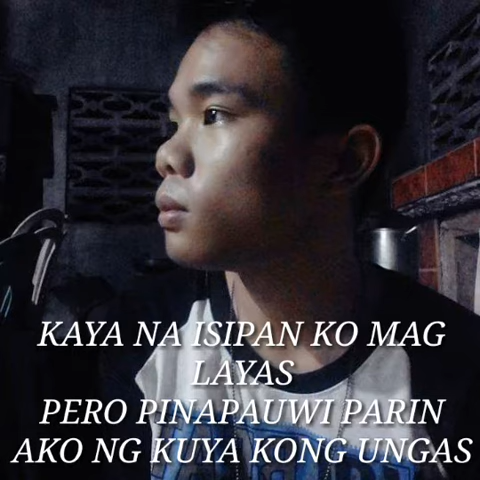 KAYA NA ISIPAN KO MAG
LAYAS
PERO PINAPAUWI PARIN
AKO NG KUYA KONG UNGAS